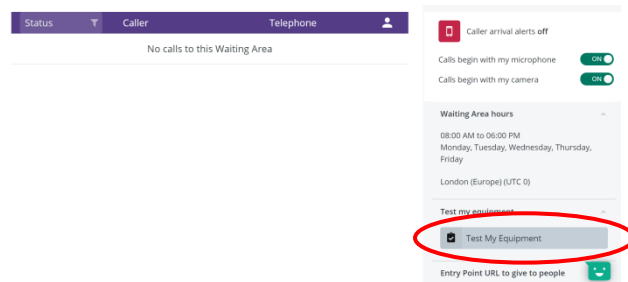 Status Caller Telephone
No calls to this Waiting Area
Caller arrival alerts off
Calls begin with my microphone ON
Calls begin with my camera ON
Waiting Area hours
08:00 AM to 06:00 PM
Monday, Tuesday, Wednesday, Thursday,
Friday
London (Europe) (UTC 0)
Test my equipment
Test My Equipment
Entry Point URL to give to people